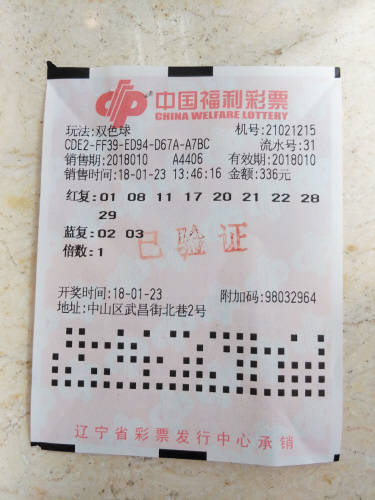 中国福利彩票
CHINA WELFARE LOTTERY
玩法:双色球 机号:21021215
CDE2-FF39-ED94-D67A-A7BC 流水号:31
销售期:2018010 A4406 有效期:2018010
销售时间:18-01-23 13:46:16 金额:336元
红复:01 08 11 17 20 21 22 28
29
蓝复:02 03
倍数:1
已验证
开奖时间:18-01-23 附加码:98032964
地址:中山区武昌街北巷2号
辽宁省彩票发行中心承销